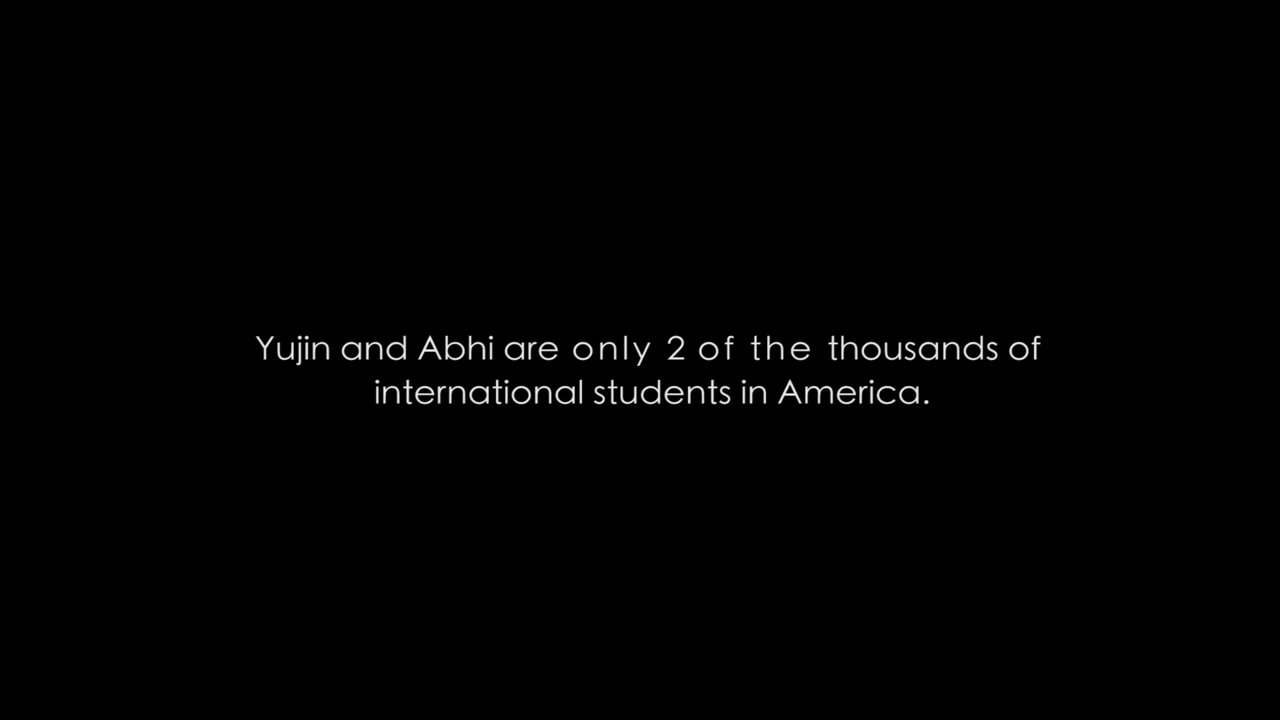 Yujin and Abhi are only 2 of the thousands of
international students in America.